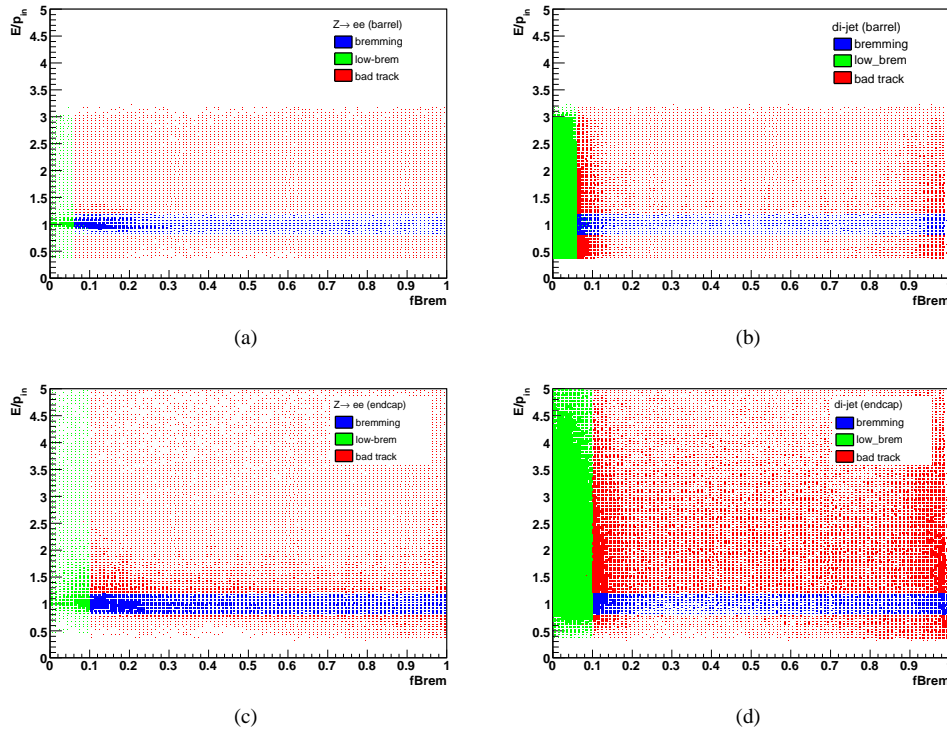 E/p_in
5
4.5
4
3.5
3
2.5
2
1.5
1
0.5
0
Z→ ee (barrel)
bremming
low-brem
bad track
0 0.1 0.2 0.3 0.4 0.5 0.6 0.7 0.8 0.9 1
fBrem
(a)
E/p_in
5
4.5
4
3.5
3
2.5
2
1.5
1
0.5
0
di-jet (barrel)
bremming
low_brem
bad track
0 0.1 0.2 0.3 0.4 0.5 0.6 0.7 0.8 0.9
fBrem
(b)
E/p_in
5
4.5
4
3.5
3
2.5
2
1.5
1
0.5
0
Z→ ee (endcap)
bremming
low-brem
bad track
0 0.1 0.2 0.3 0.4 0.5 0.6 0.7 0.8 0.9 1
fBrem
(c)
E/p_in
5
4.5
4
3.5
3
2.5
2
1.5
1
0.5
0
di-jet (endcap)
bremming
low_brem
bad track
0 0.1 0.2 0.3 0.4 0.5 0.6 0.7 0.8 0.9
fBrem
(d)